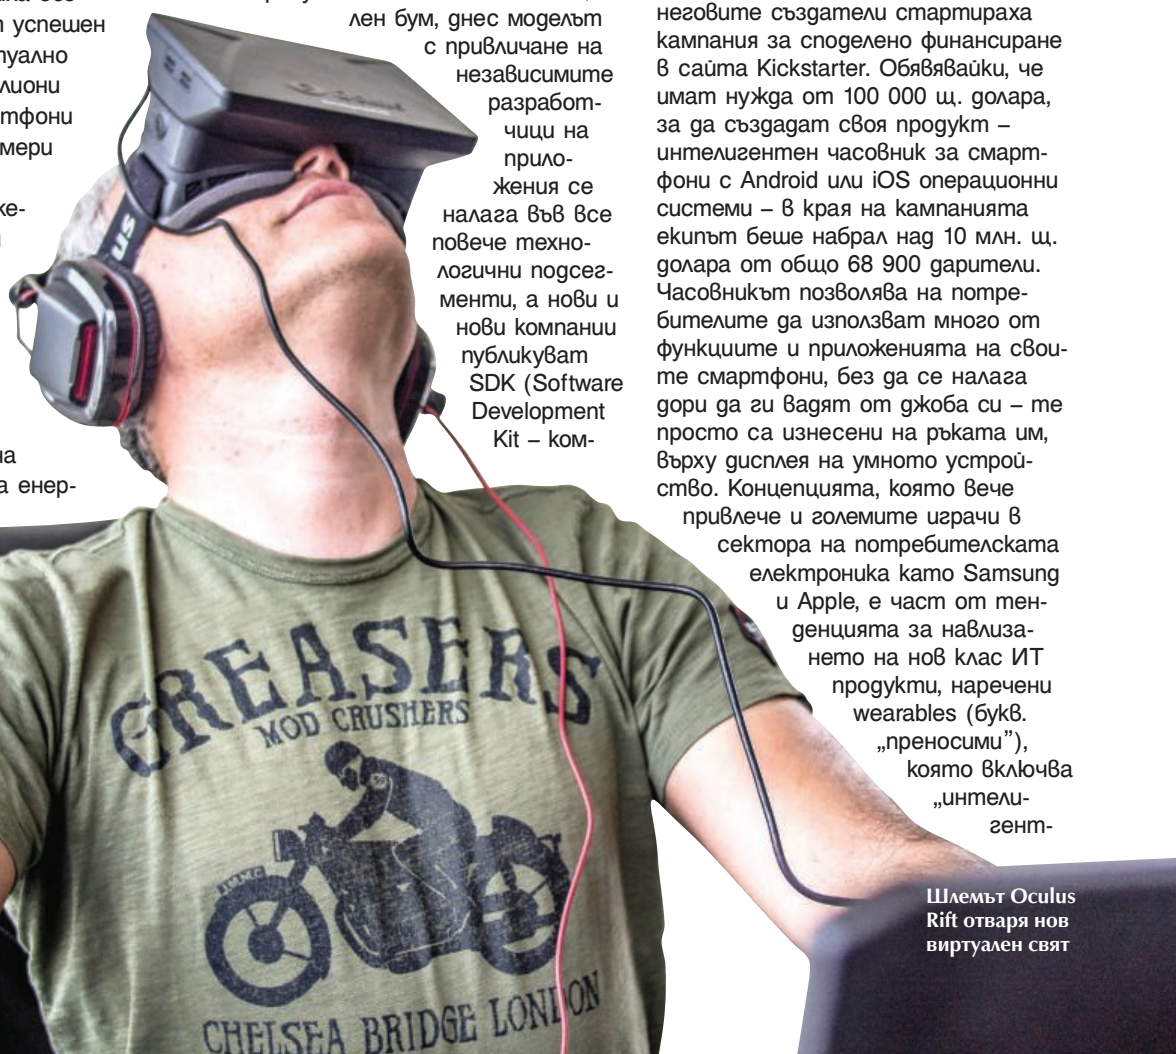 успешен
лен бум, днес моделът
с привличане на
независимите
разработ-
чици на
прило-
жения се
налага във все
повече техно-
логични подсег-
менти, а нови и
нови компании
публикуват
SDK (Software
Development
Kit – ком-
неговите създатели стартираха
кампания за споделено финансиране
в сайта Kickstarter. Обявявайки, че
имат нужда от 100 000 щ. долара,
за да създадат своя продукт –
интелигентен часовник за смарт-
фони с Android или iOS операционни
системи – в края на кампанията
екипът беше набрал над 10 млн. щ.
долара от общо 68 900 дарители.
Часовникът позволява на потре-
бителите да използват много от
функциите и приложенията на свои-
те смартфони, без да се налага
дори да ги вадят от джоба си – те
просто са изнесени на ръката им,
върху дисплея на умното устрой-
ство. Концепцията, която вече
привлече и големите играчи в
сектора на потребителската
електроника като Samsung
и Apple, е част от тен-
денцията за навлиза-
нето на нов клас ИТ
продукти, наречени
wearables (букв.
„преносими”),
която включва
„интели-
гент-
us
GREASERS
MOD CRUSHERS
CHELSEA BRIDGE LONDON
Шлемът Oculus
Rift отваря нов
виртуален свят